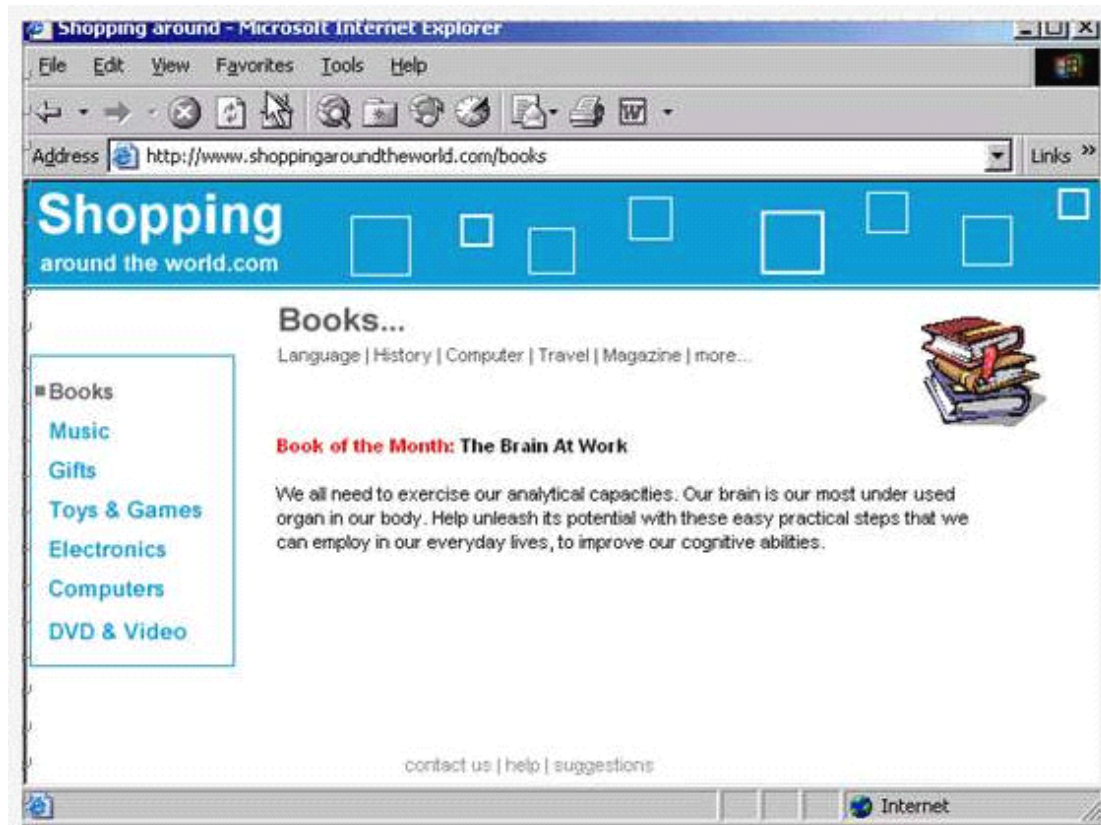 Shopping around - Microsoft Internet Explorer
File Edit View Favorites Tools Help
Address http://www.shoppingaroundtheworld.com/books Links »
Shopping
around the world.com
Books...
Language | History | Computer | Travel | Magazine | more...
Books
Music
Gifts
Toys & Games
Electronics
Computers
DVD & Video
Book of the Month: The Brain At Work
We all need to exercise our analytical capacities. Our brain is our most under used
organ in our body. Help unleash its potential with these easy practical steps that we
can employ in our everyday lives, to improve our cognitive abilities.
contact us | help | suggestions
Internet